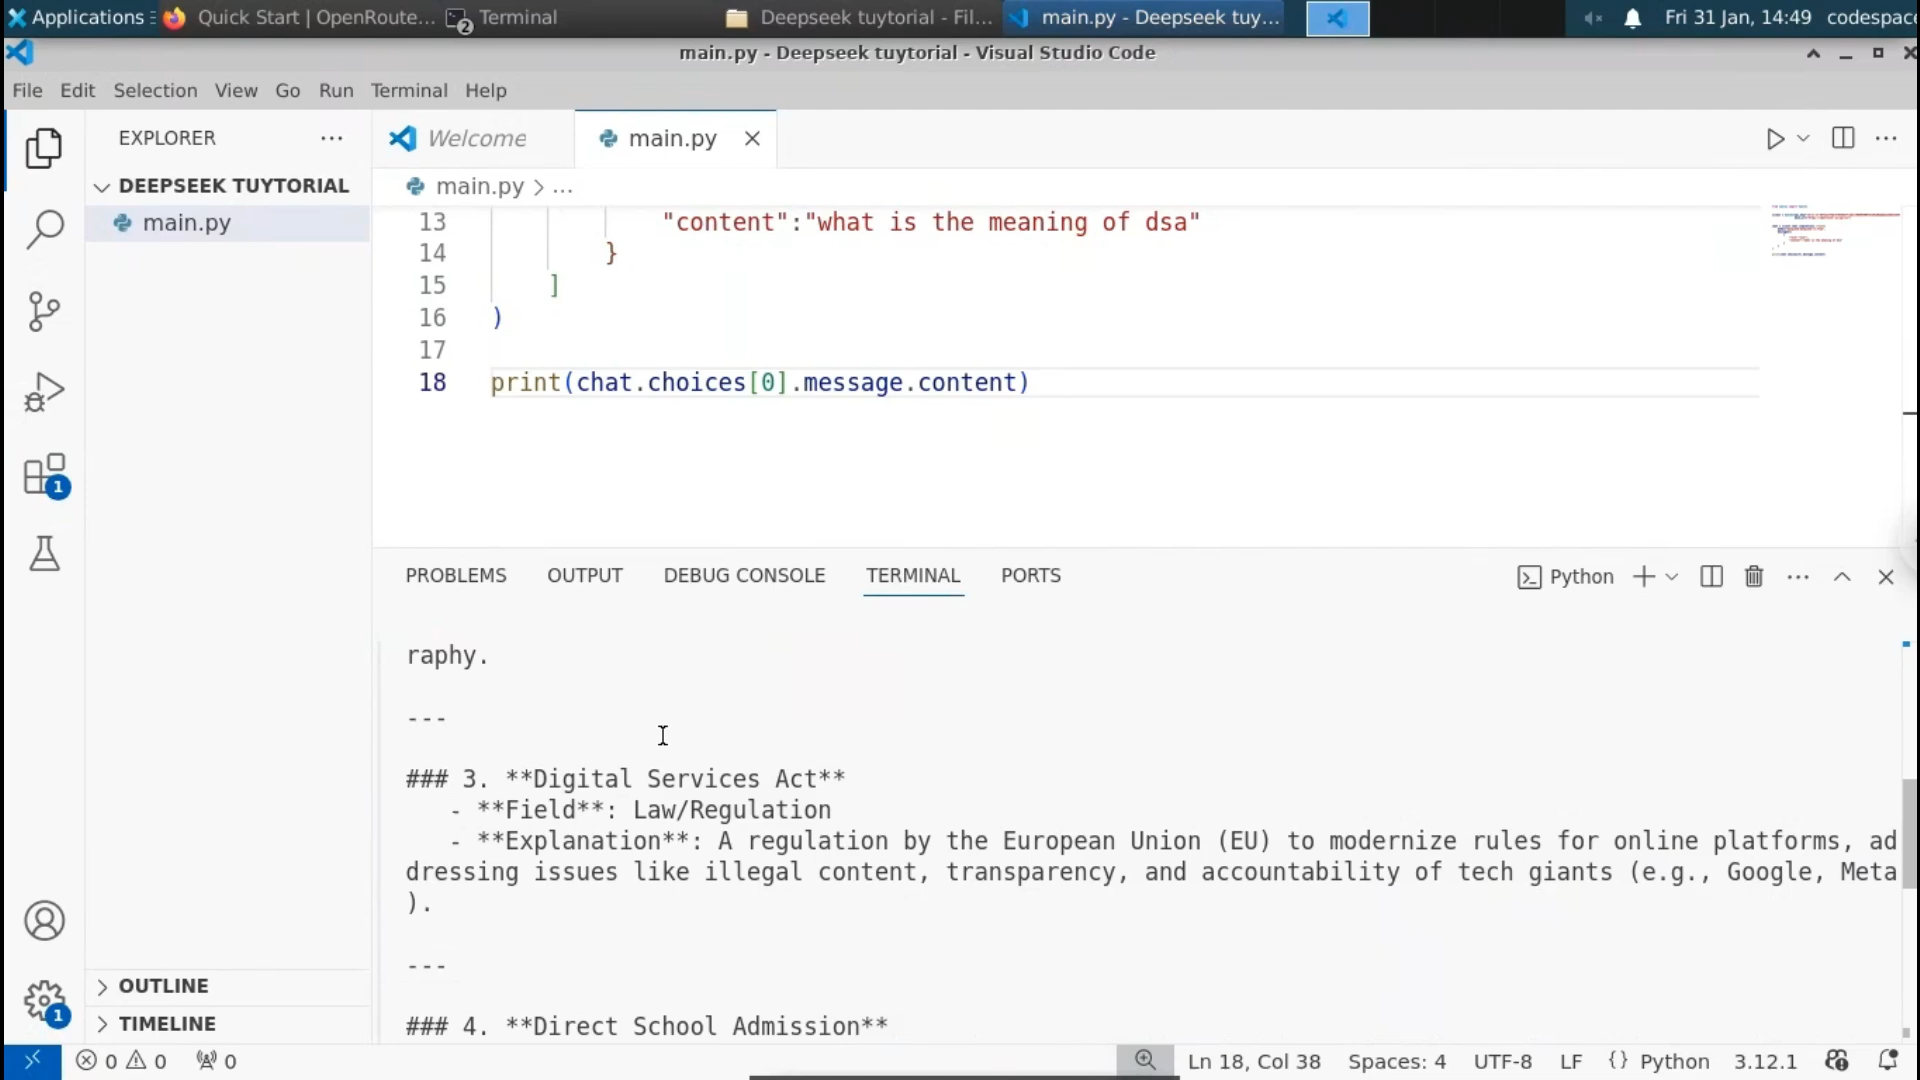 Applications
Quick Start | OpenRoute...
2
Terminal
Deepseek tuytorial - Fil...
main.py - Deepseek tuy...
Fri 31 Jan, 14:49
codespace
main.py - Deepseek tuytorial - Visual Studio Code
File Edit Selection View Go Run Terminal Help
EXPLORER
Welcome
main.py
DEEPSEEK TUYTORIAL
main.py > ...
main.py
13 "content":"what is the meaning of dsa"
14 }
15 ]
16 )
17
18 print(chat.choices[0].message.content)
1
PROBLEMS OUTPUT DEBUG CONSOLE TERMINAL PORTS
Python
raphy.
---
### 3. **Digital Services Act**
- **Field**: Law/Regulation
- **Explanation**: A regulation by the European Union (EU) to modernize rules for online platforms, ad
dressing issues like illegal content, transparency, and accountability of tech giants (e.g., Google, Meta
).
---
### 4. **Direct School Admission**
OUTLINE
1
TIMELINE
0 0 0
Ln 18, Col 38 Spaces: 4 UTF-8 LF {} Python 3.12.1